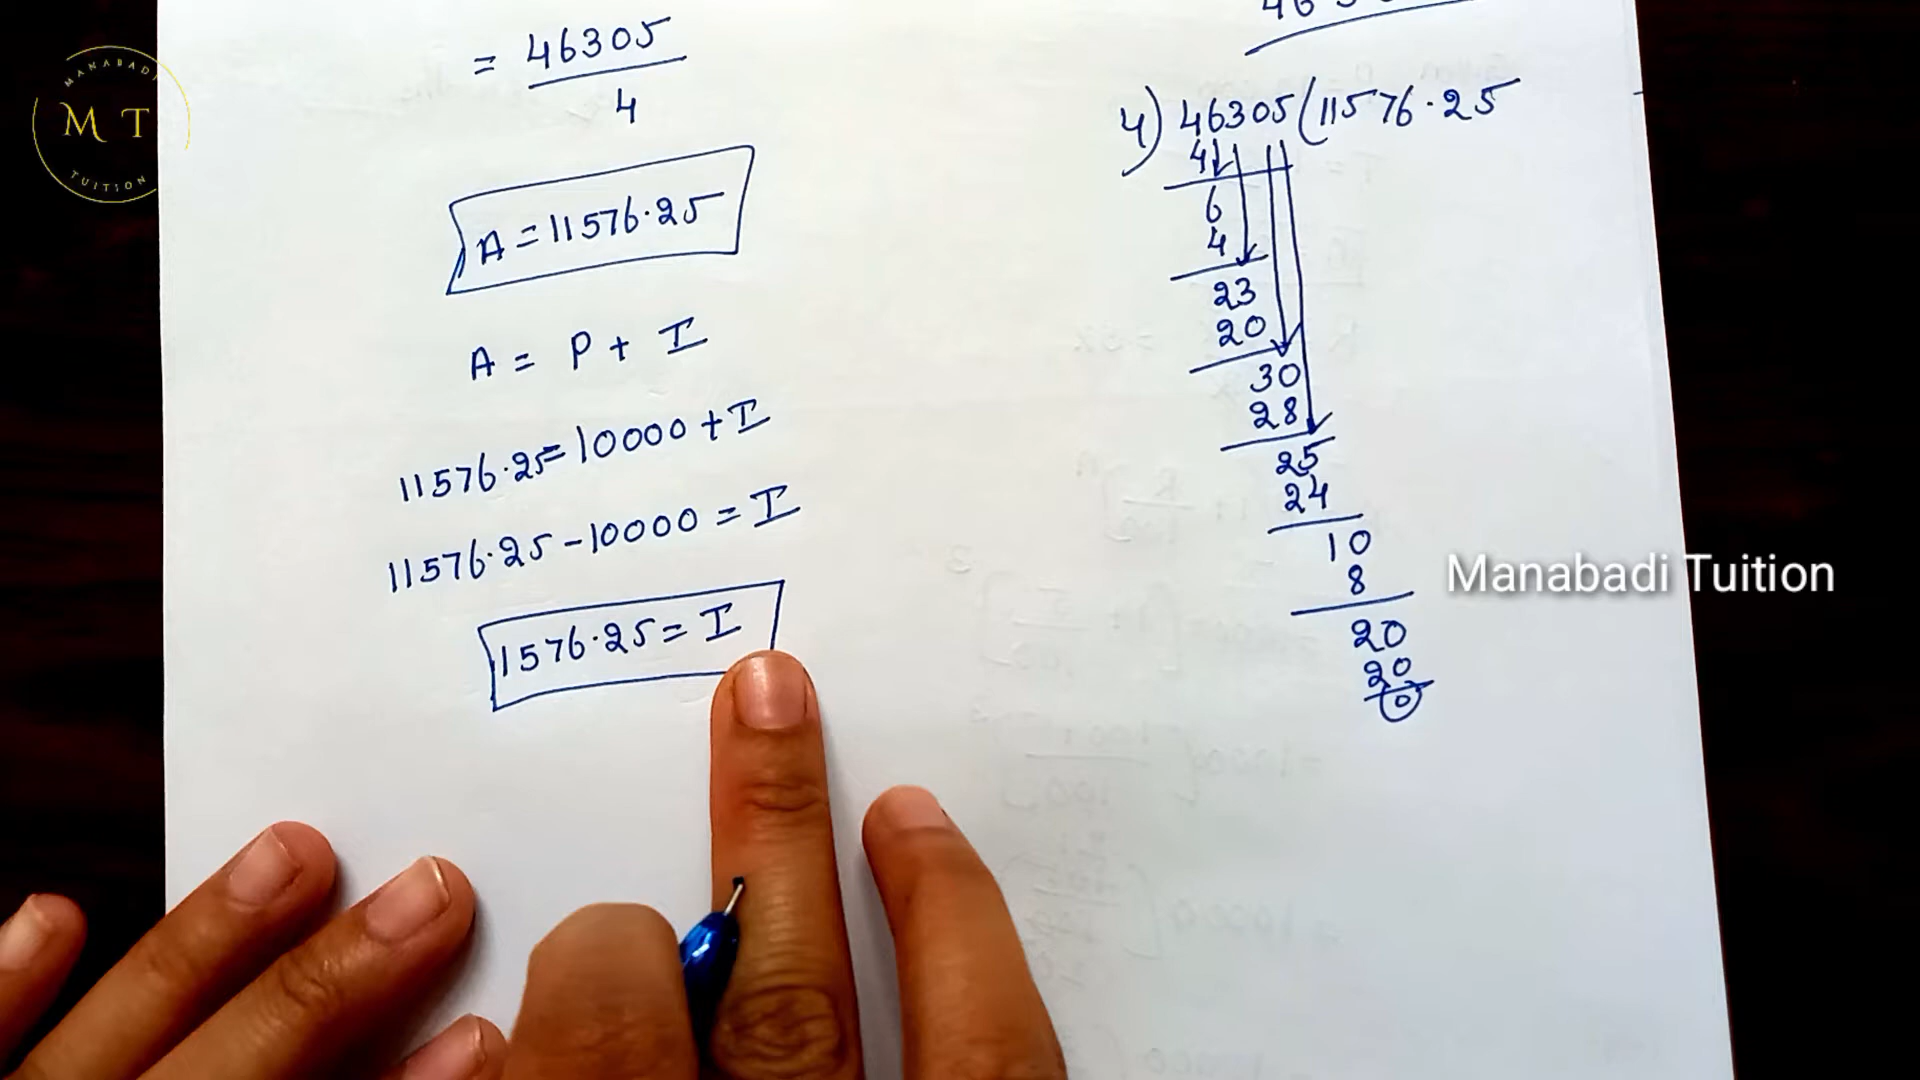 MANABADI
M T
TUITION
= 46305
4
A = 11576.25
A = P + I
11576.25 = 10000 + I
11576.25 - 10000 = I
1576.25 = I
4) 46305 ( 11576.25
4
6
4
23
20
30
28
25
24
10
8
20
20
0
Manabadi Tuition